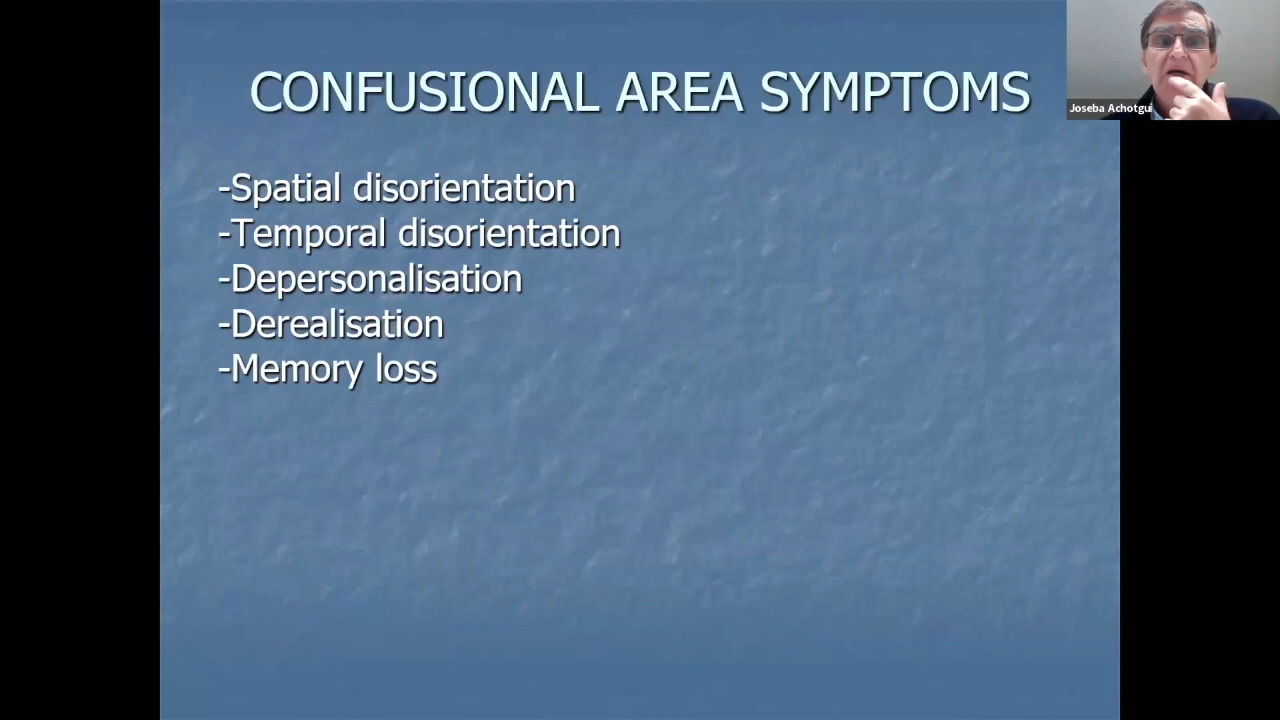 CONFUSIONAL AREA SYMPTOMS
Joseba Achotgui
-Spatial disorientation
-Temporal disorientation
-Depersonalisation
-Derealisation
-Memory loss